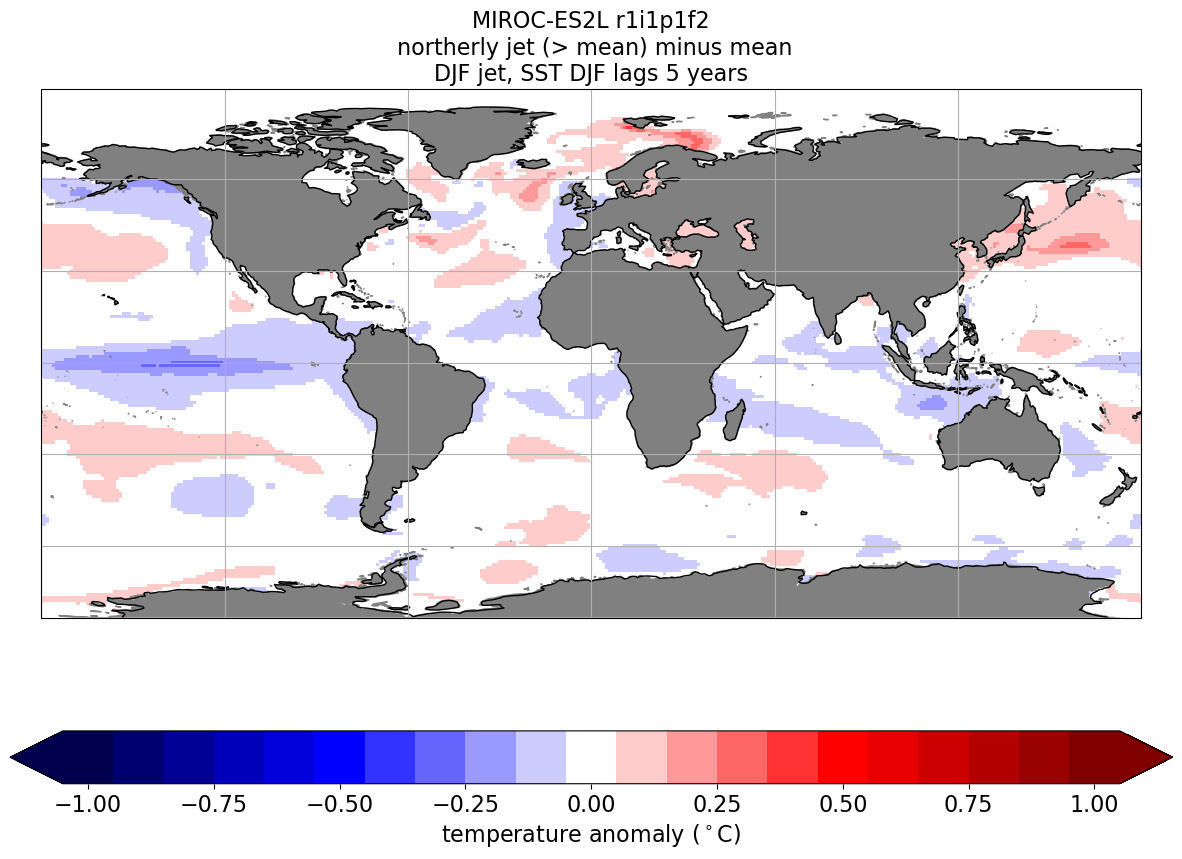 MIROC-ES2L r1i1p1f2
northerly jet (> mean) minus mean
DJF jet, SST DJF lags 5 years
−1.00 −0.75 −0.50 −0.25 0.00 0.25 0.50 0.75 1.00
temperature anomaly (°C)